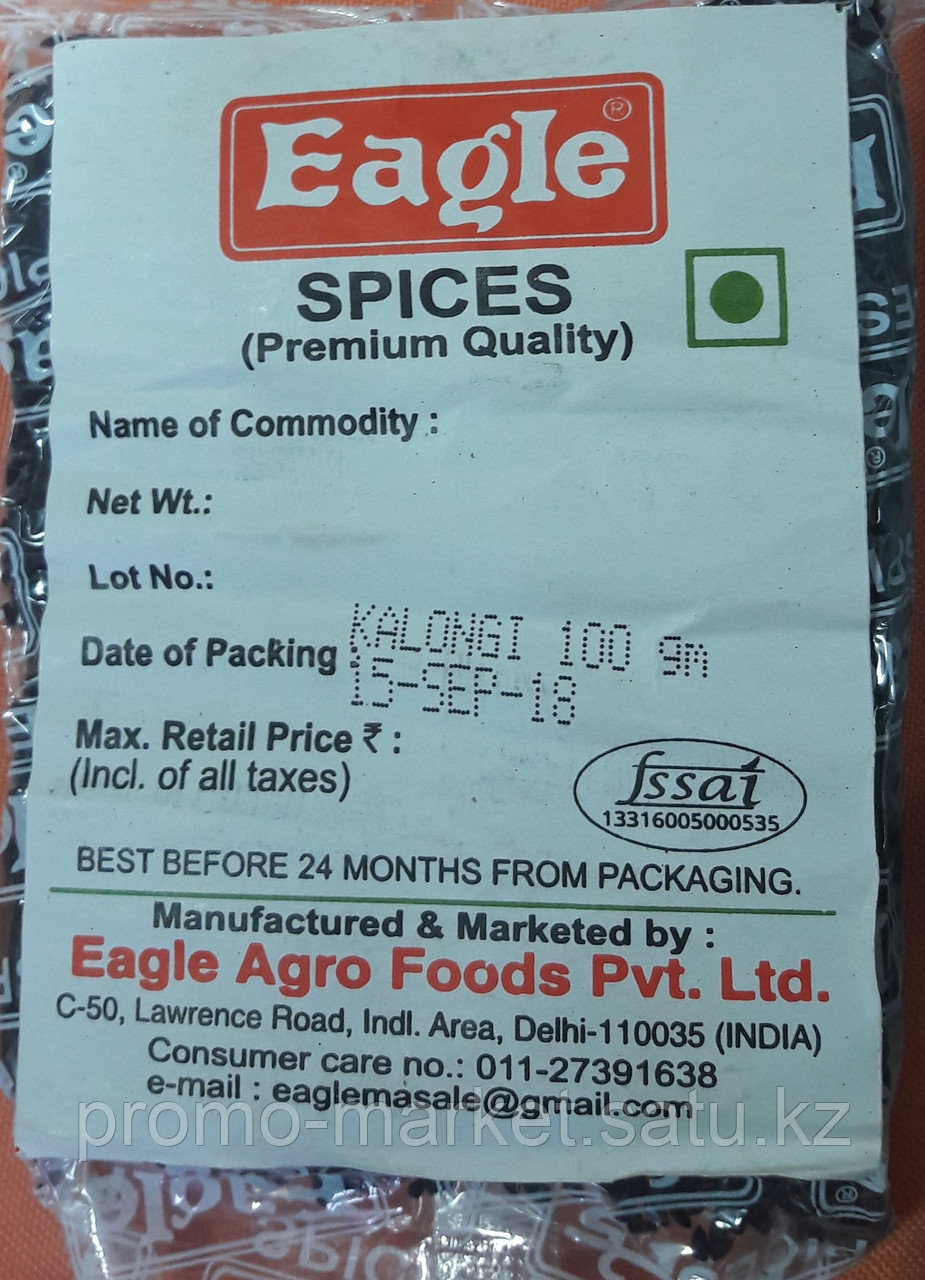 Eagle ®
SPICES
(Premium Quality)
Name of Commodity :
Net Wt.:
Lot No.:
KALONGI 100 gm
Date of Packing :
15-SEP-18
Max. Retail Price ₹ :
(Incl. of all taxes)
fssai
13316005000535
BEST BEFORE 24 MONTHS FROM PACKAGING.
Manufactured & Marketed by :
Eagle Agro Foods Pvt. Ltd.
C-50, Lawrence Road, Indl. Area, Delhi-110035 (INDIA)
Consumer care no.: 011-27391638
e-mail : eaglemasale@gmail.com
promo-market.satu.kz